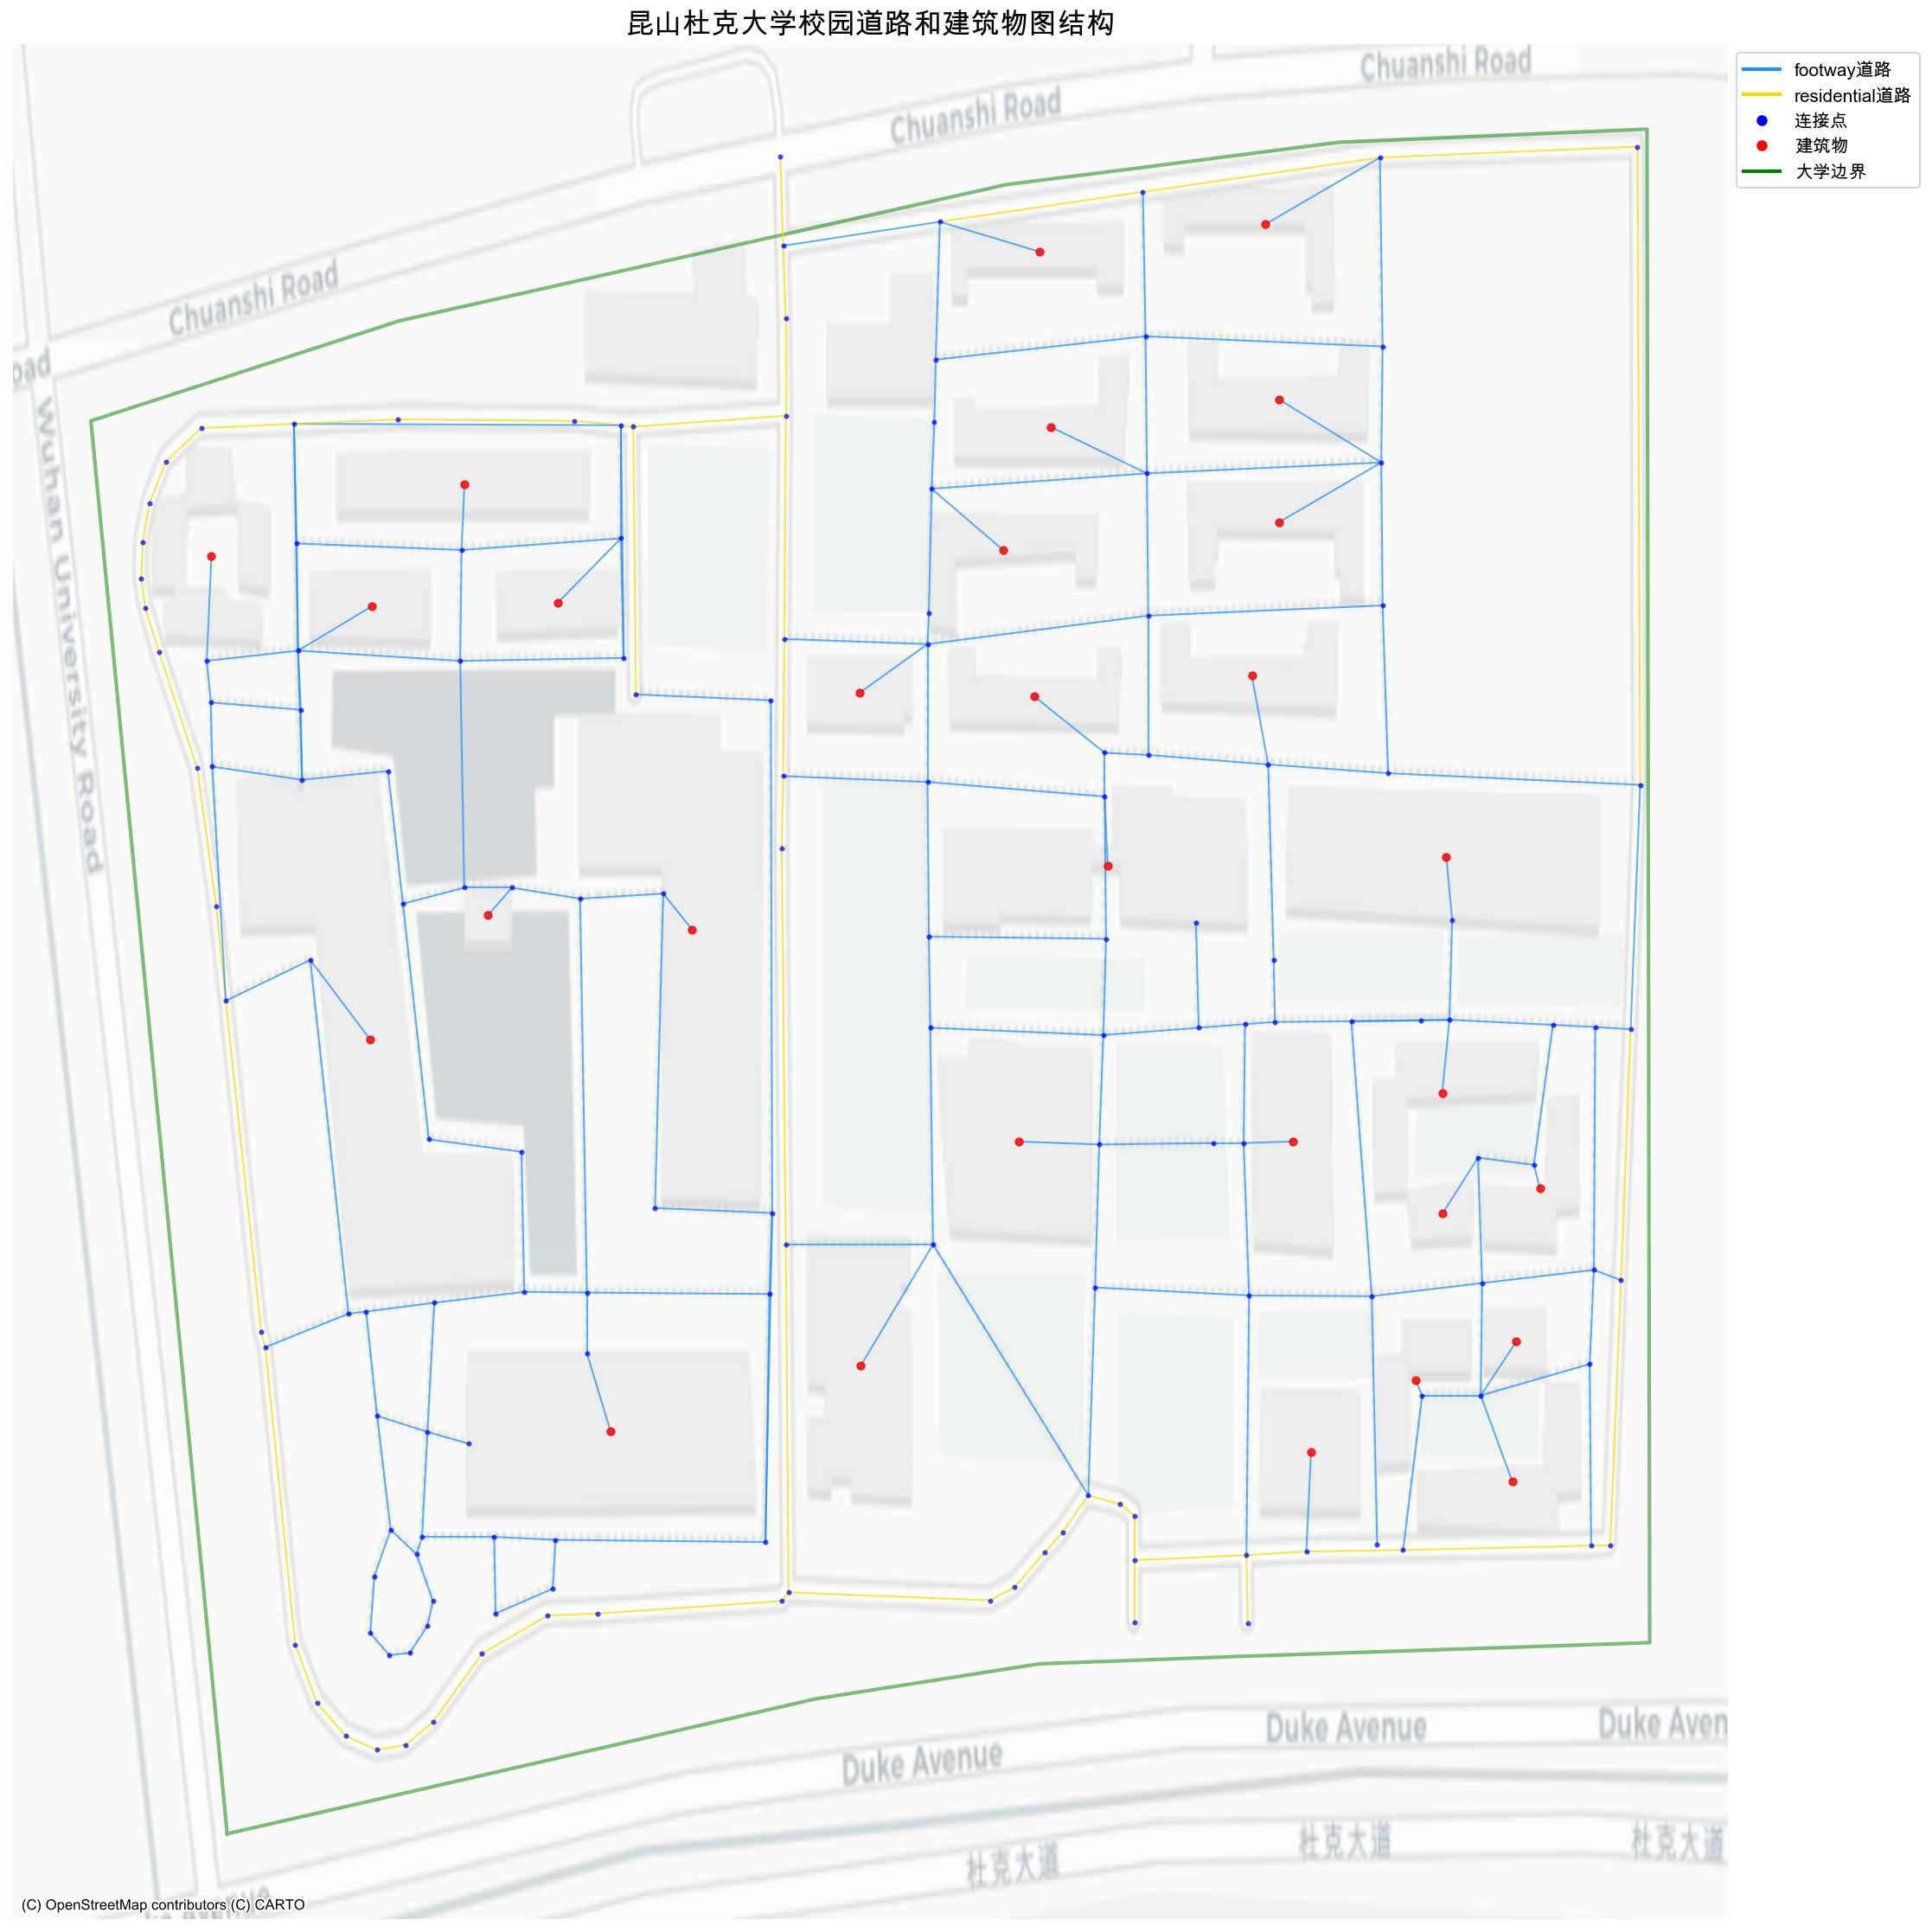 昆山杜克大学校园道路和建筑物图结构
footway道路
residential道路
连接点
建筑物
大学边界
Chuanshi Road
Chuanshi Road
Chuanshi Road
oad
Wuhan University Road
Duke Avenue
Duke Aven
Duke Avenue
杜克大道
杜克大道
杜克大道
(C) OpenStreetMap contributors (C) CARTO